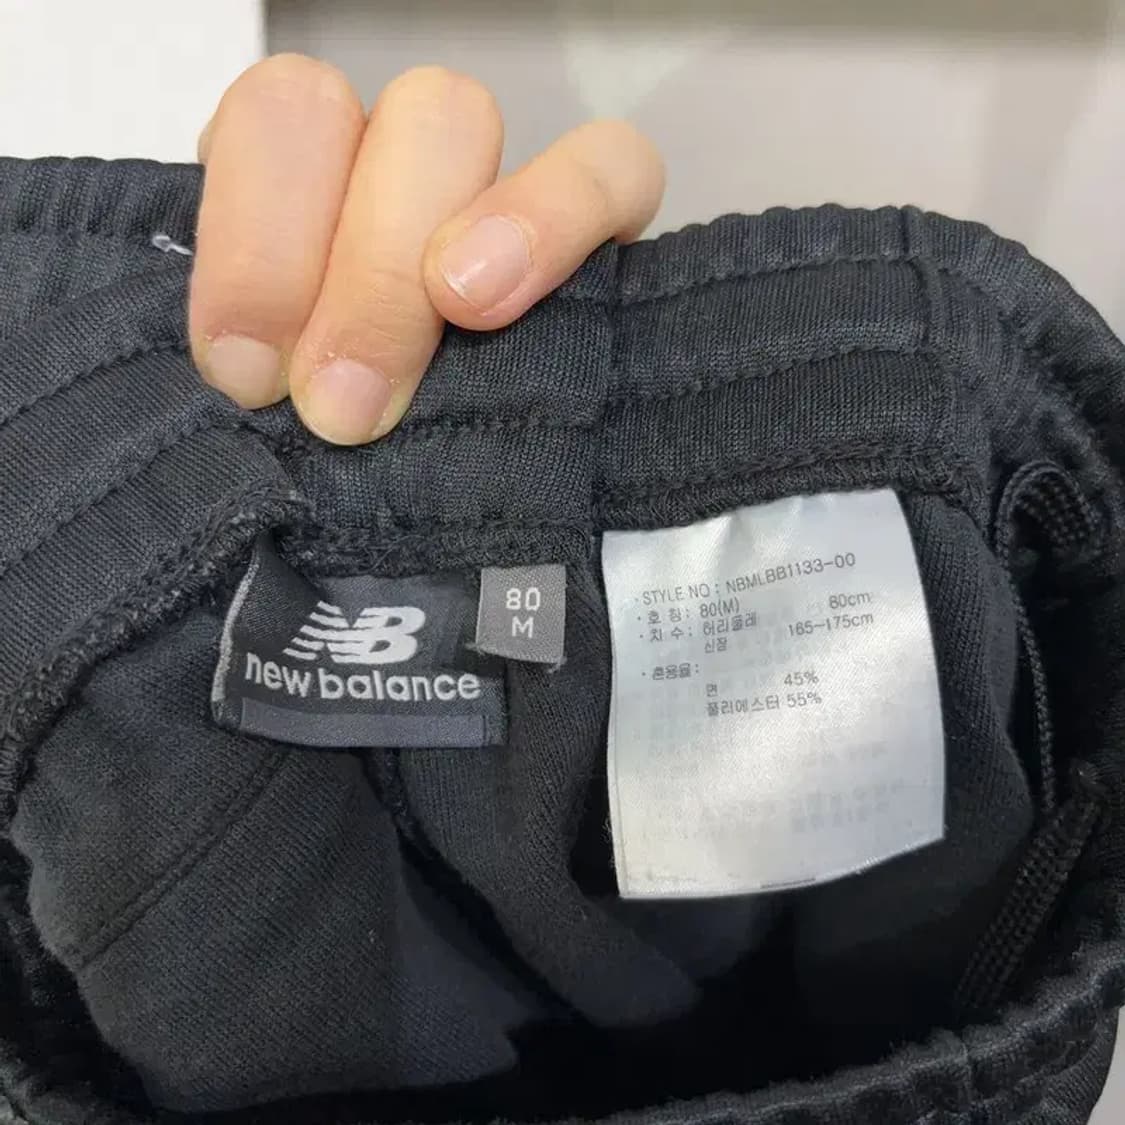 NB
new balance
80
M
· STYLE NO : NBMLBB1133-00
· 호 칭 : 80(M)
· 치 수 : 허리둘레 80cm
신장 165-175cm
· 혼용율 :
면 45%
폴리에스터 55%